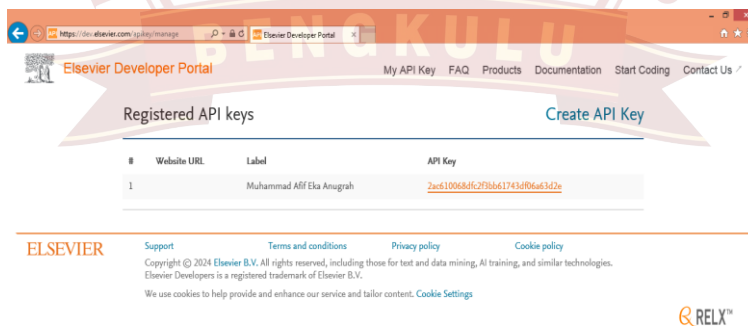 BENGKULU
https://dev.elsevier.com/apikey/manage
Elsevier Developer Portal
Elsevier Developer Portal
My API Key FAQ Products Documentation Start Coding Contact Us
Registered API keys
Create API Key
# Website URL Label API Key
1 Muhammad Afif Eka Anugrah 2ac610068dfc2f3bb61743df06a63d2e
ELSEVIER
Support Terms and conditions Privacy policy Cookie policy
Copyright © 2024 Elsevier B.V. All rights reserved, including those for text and data mining, AI training, and similar technologies.
Elsevier Developers is a registered trademark of Elsevier B.V.
We use cookies to help provide and enhance our service and tailor content. Cookie Settings
RELX™